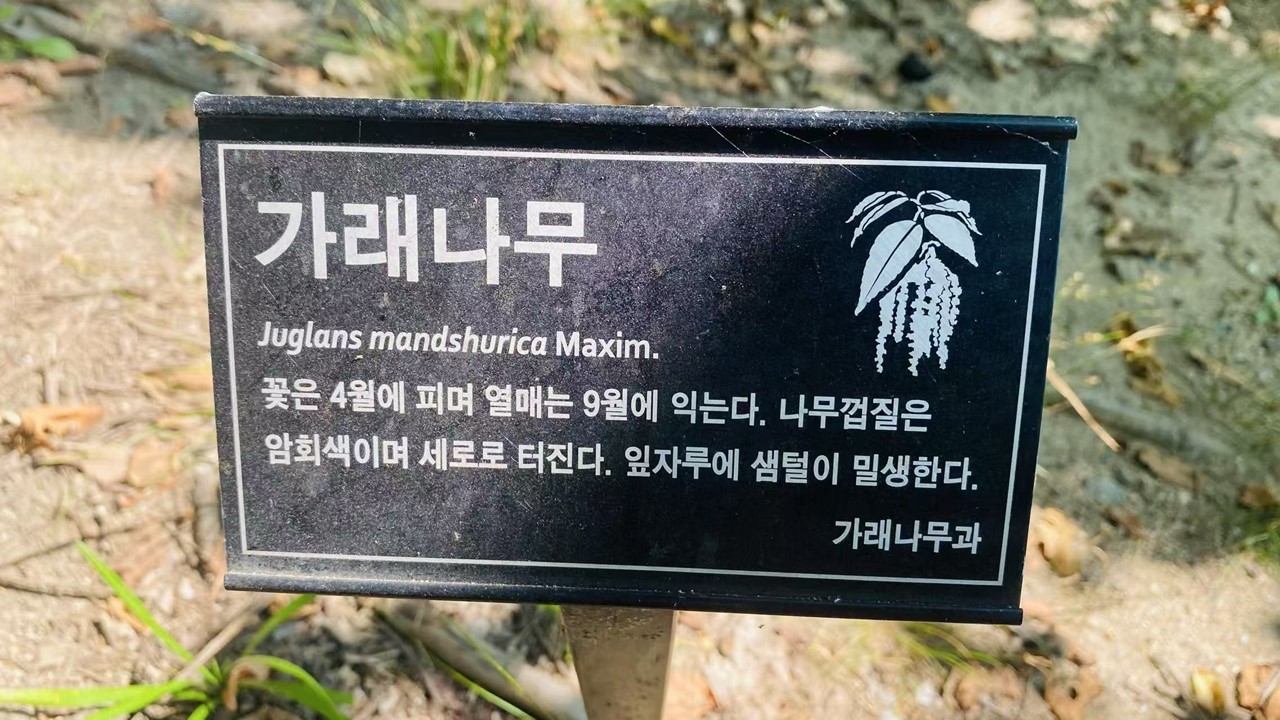 가래나무
Juglans mandshurica Maxim.
꽃은 4월에 피며 열매는 9월에 익는다. 나무껍질은
암회색이며 세로로 터진다. 잎자루에 샘털이 밀생한다.
가래나무과